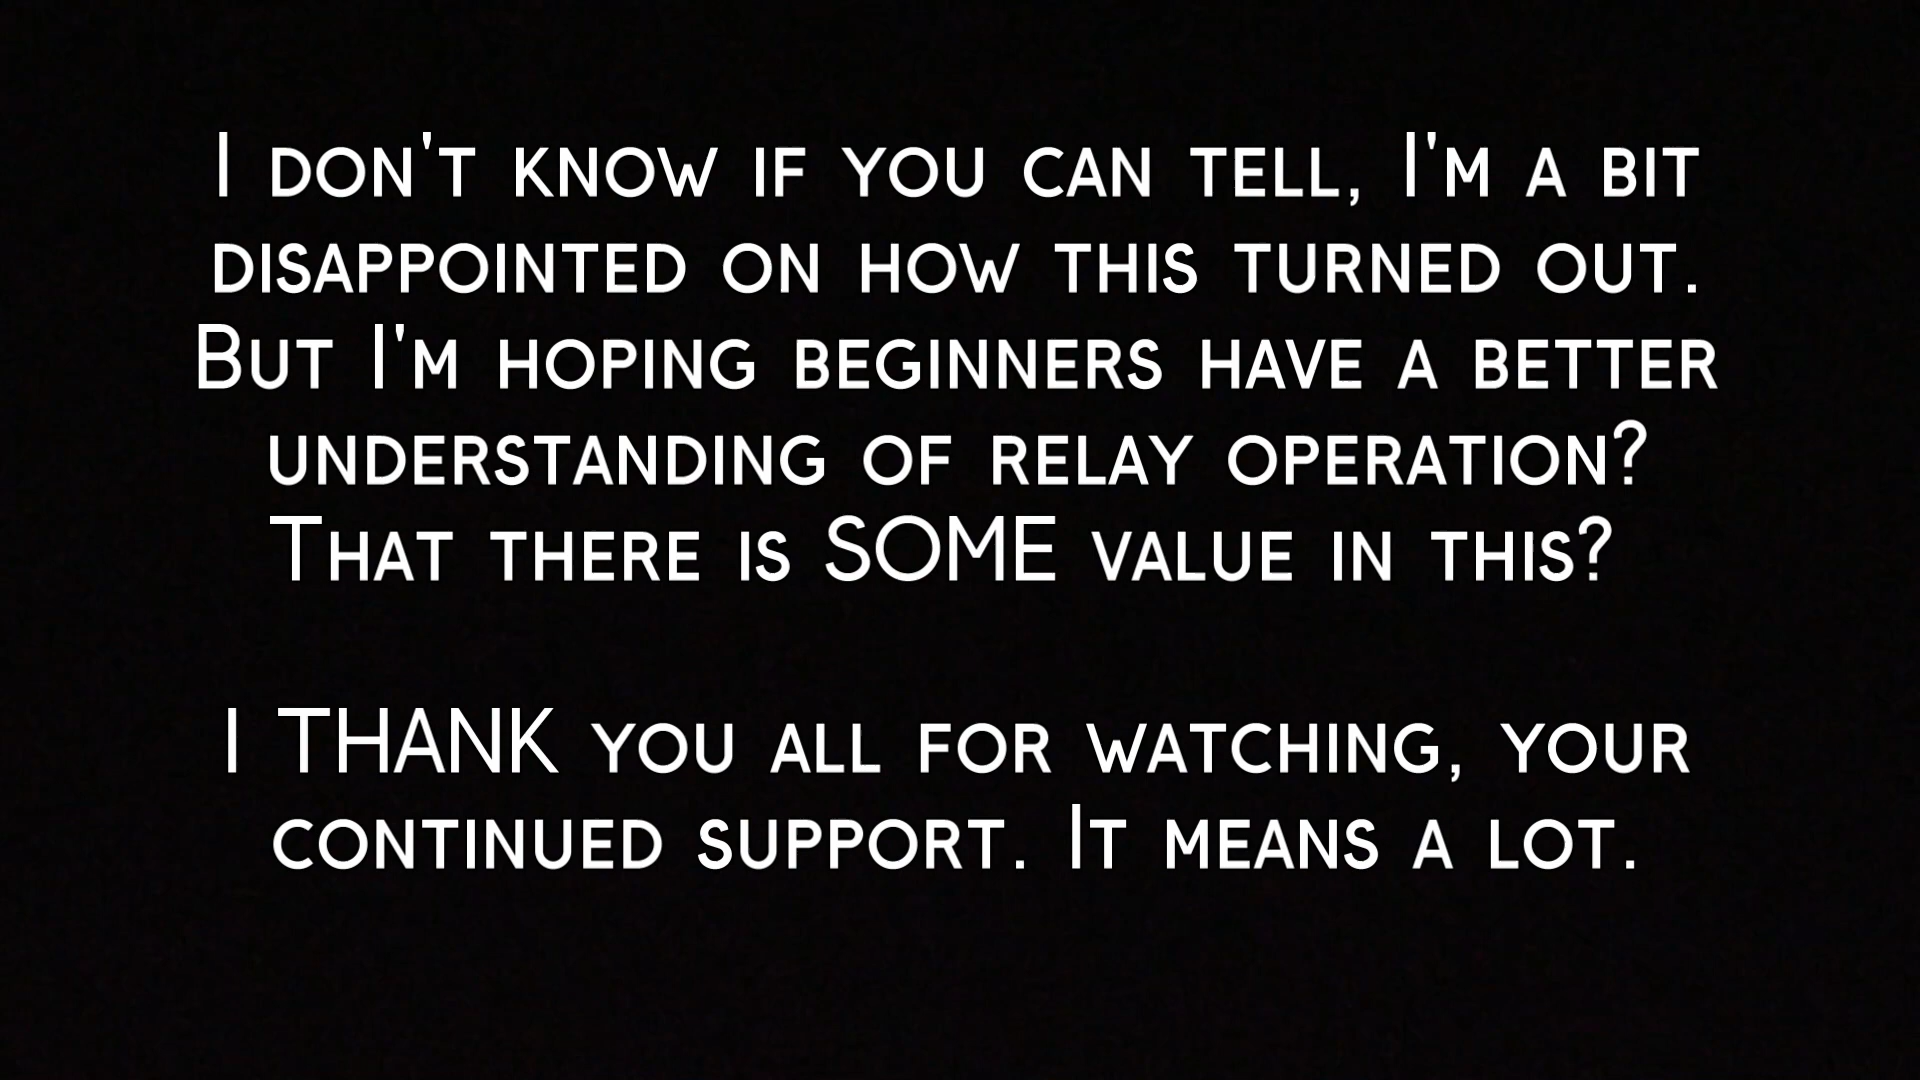 I don't know if you can tell, I'm a bit
disappointed on how this turned out.
But I'm hoping beginners have a better
understanding of relay operation?
That there is SOME value in this?
I THANK you all for watching, your
continued support. It means a lot.